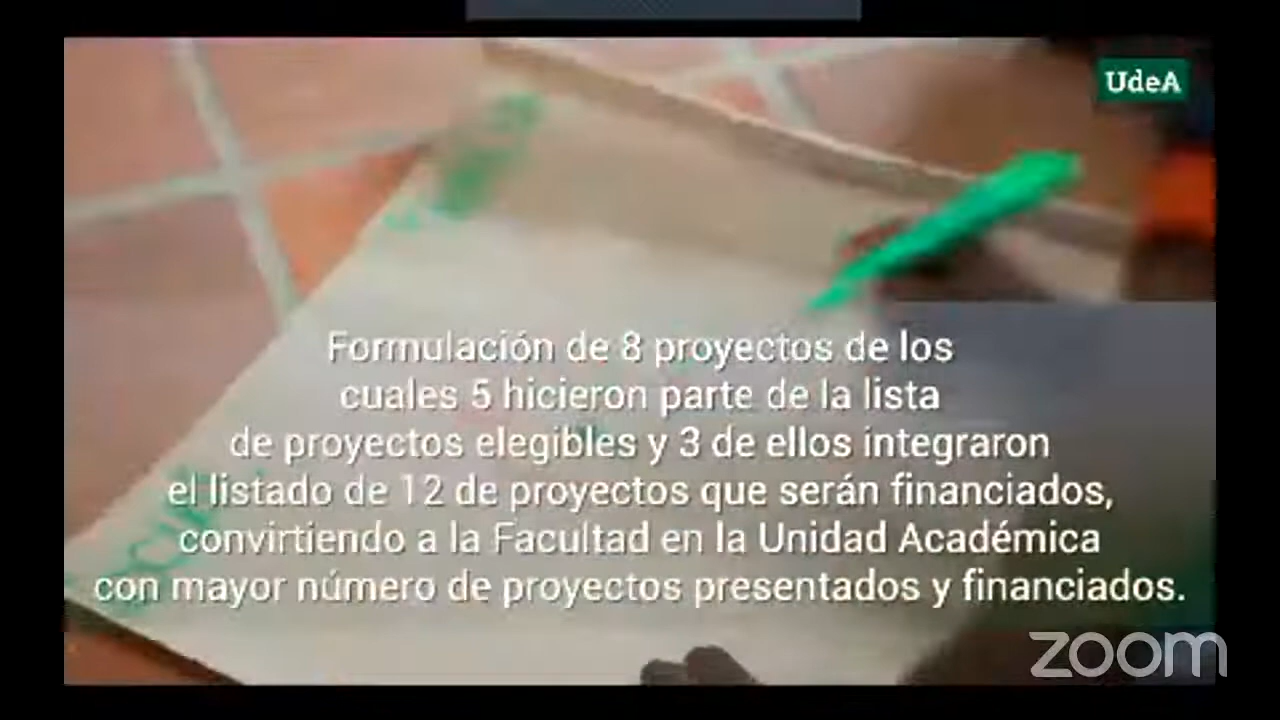 UdeA
Formulación de 8 proyectos de los
cuales 5 hicieron parte de la lista
de proyectos elegibles y 3 de ellos integraron
el listado de 12 de proyectos que serán financiados,
convirtiendo a la Facultad en la Unidad Académica
con mayor número de proyectos presentados y financiados.
zoom